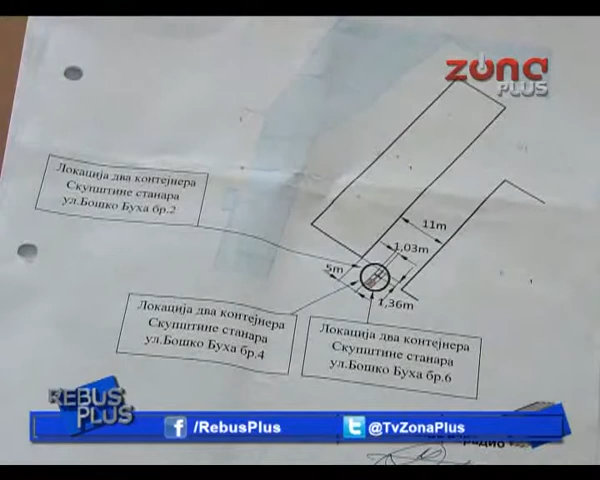 ZONA
PLUS
Локација два контејнера
Скупштине станара
ул.Бошко Буха бр.2
11m
1,03m
5m
1,36m
Локација два контејнера
Скупштине станара
ул.Бошко Буха бр.4
Локација два контејнера
Скупштине станара
ул.Бошко Буха бр.6
REBUS
PLUS
/RebusPlus
@TvZonaPlus